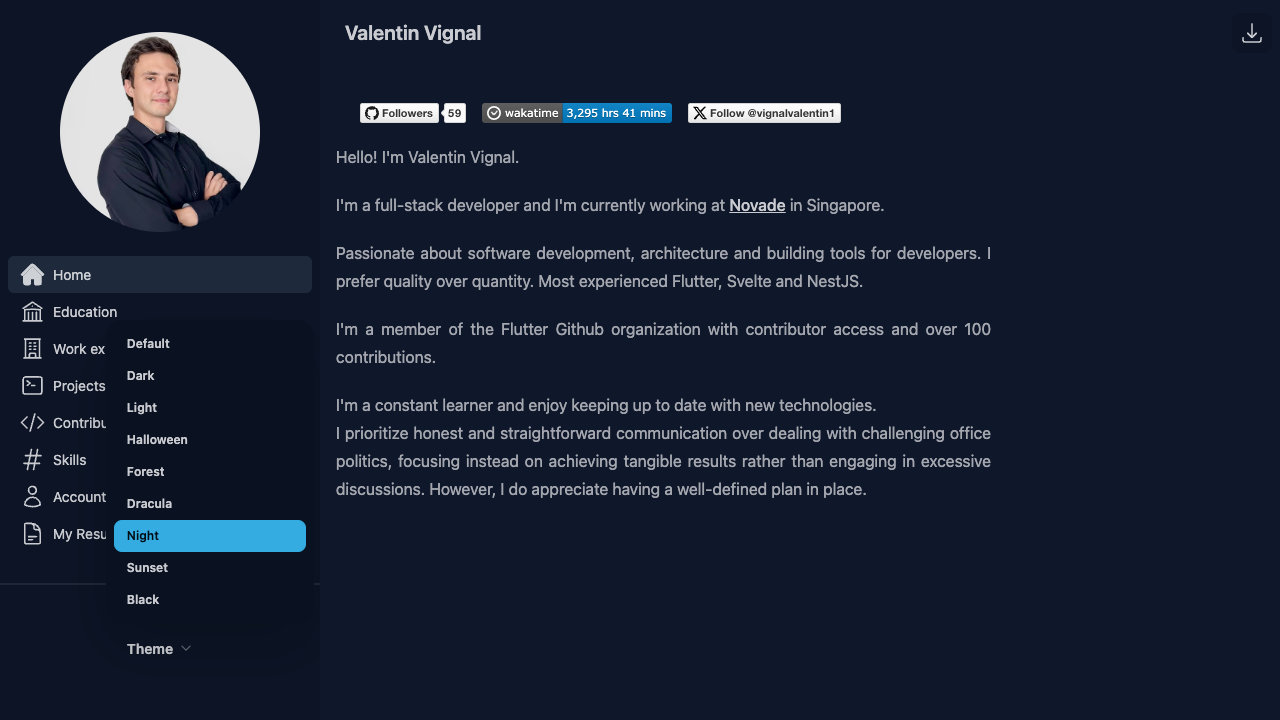 Valentin Vignal
Followers 59 wakatime 3,295 hrs 41 mins Follow @vignalvalentin1
Hello! I'm Valentin Vignal.
I'm a full-stack developer and I'm currently working at Novade in Singapore.
Passionate about software development, architecture and building tools for developers. I
prefer quality over quantity. Most experienced Flutter, Svelte and NestJS.
I'm a member of the Flutter Github organization with contributor access and over 100
contributions.
I'm a constant learner and enjoy keeping up to date with new technologies.
I prioritize honest and straightforward communication over dealing with challenging office
politics, focusing instead on achieving tangible results rather than engaging in excessive
discussions. However, I do appreciate having a well-defined plan in place.
Home
Education
Work ex
Projects
Contribu
Skills
Account
My Resu
Default
Dark
Light
Halloween
Forest
Dracula
Night
Sunset
Black
Theme